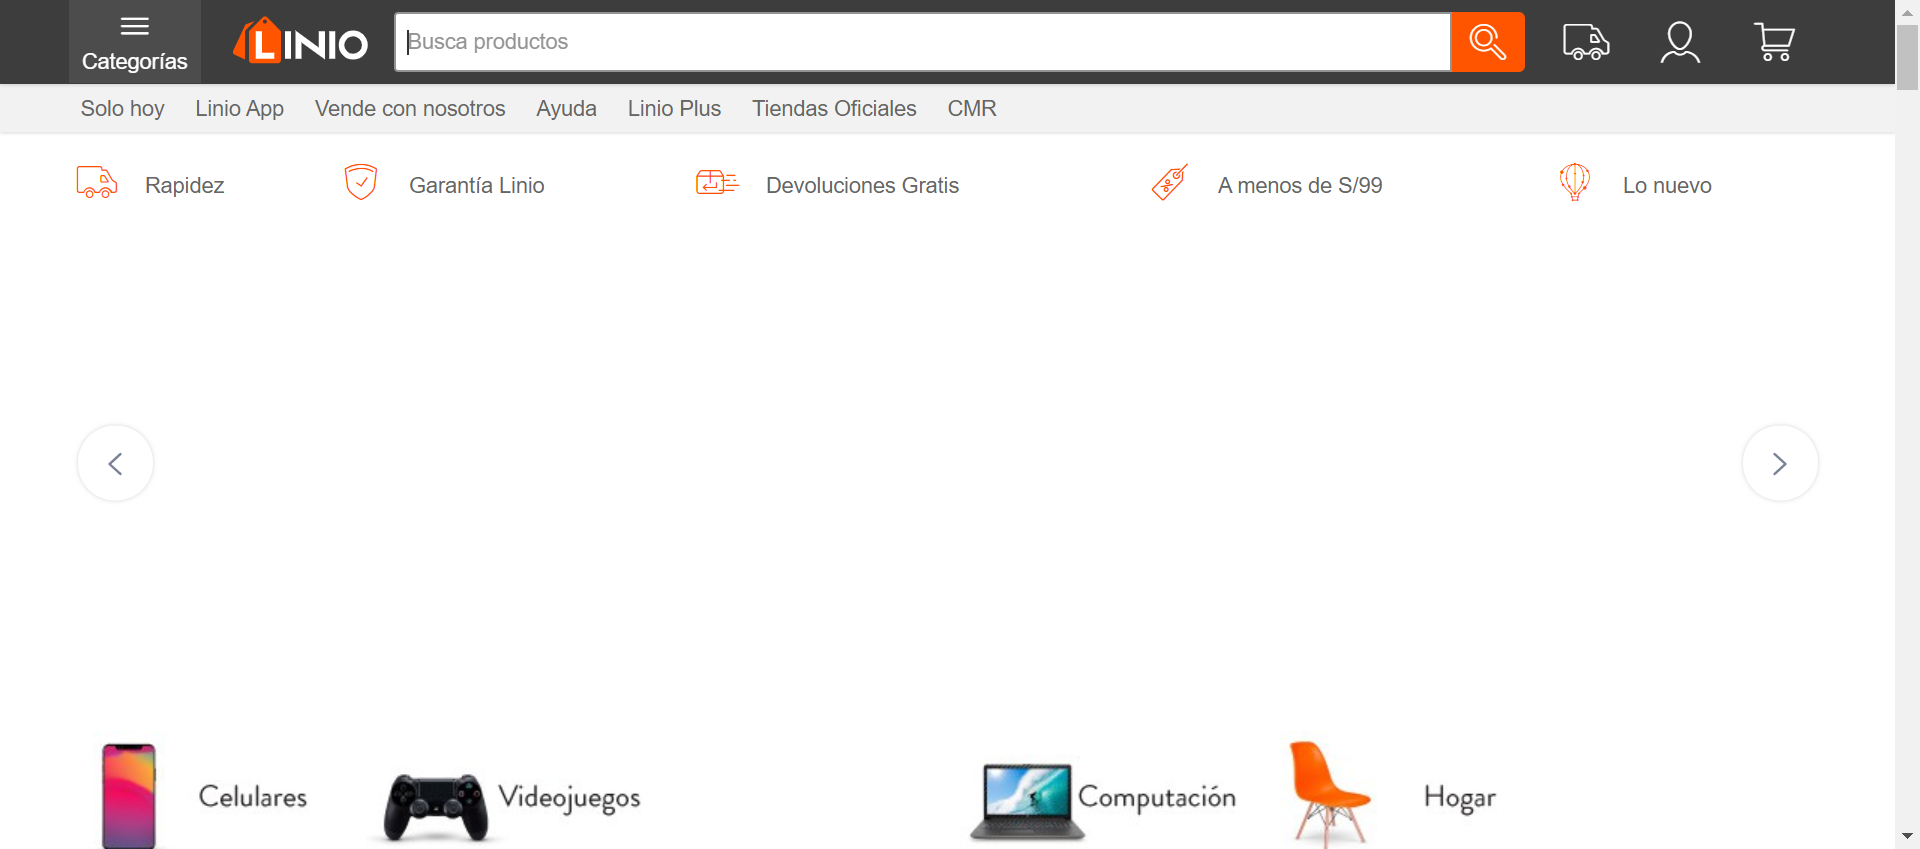 Categorías
LINIO
Busca productos
Solo hoy
Linio App
Vende con nosotros
Ayuda
Linio Plus
Tiendas Oficiales
CMR
Rapidez
Garantía Linio
Devoluciones Gratis
A menos de S/99
Lo nuevo
Celulares
Videojuegos
Computación
Hogar